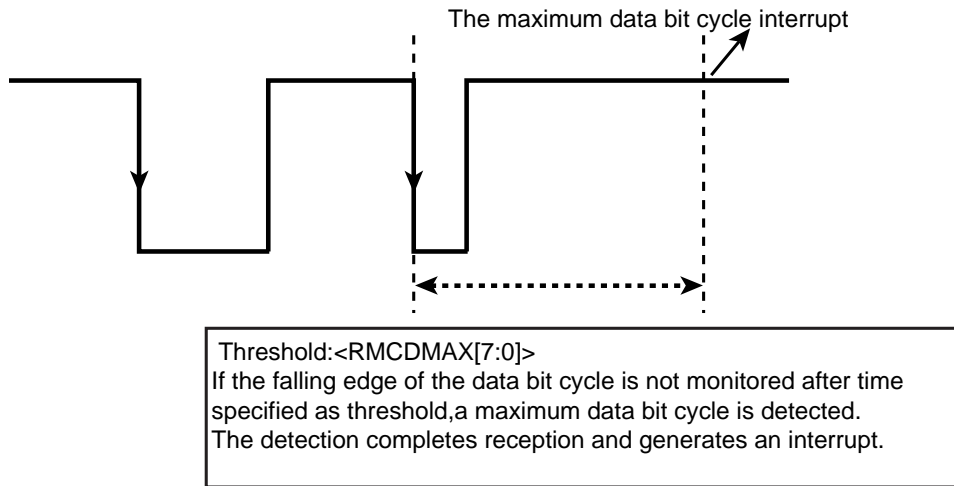 The maximum data bit cycle interrupt
Threshold:<RMCDMAX[7:0]>
If the falling edge of the data bit cycle is not monitored after time
specified as threshold,a maximum data bit cycle is detected.
The detection completes reception and generates an interrupt.